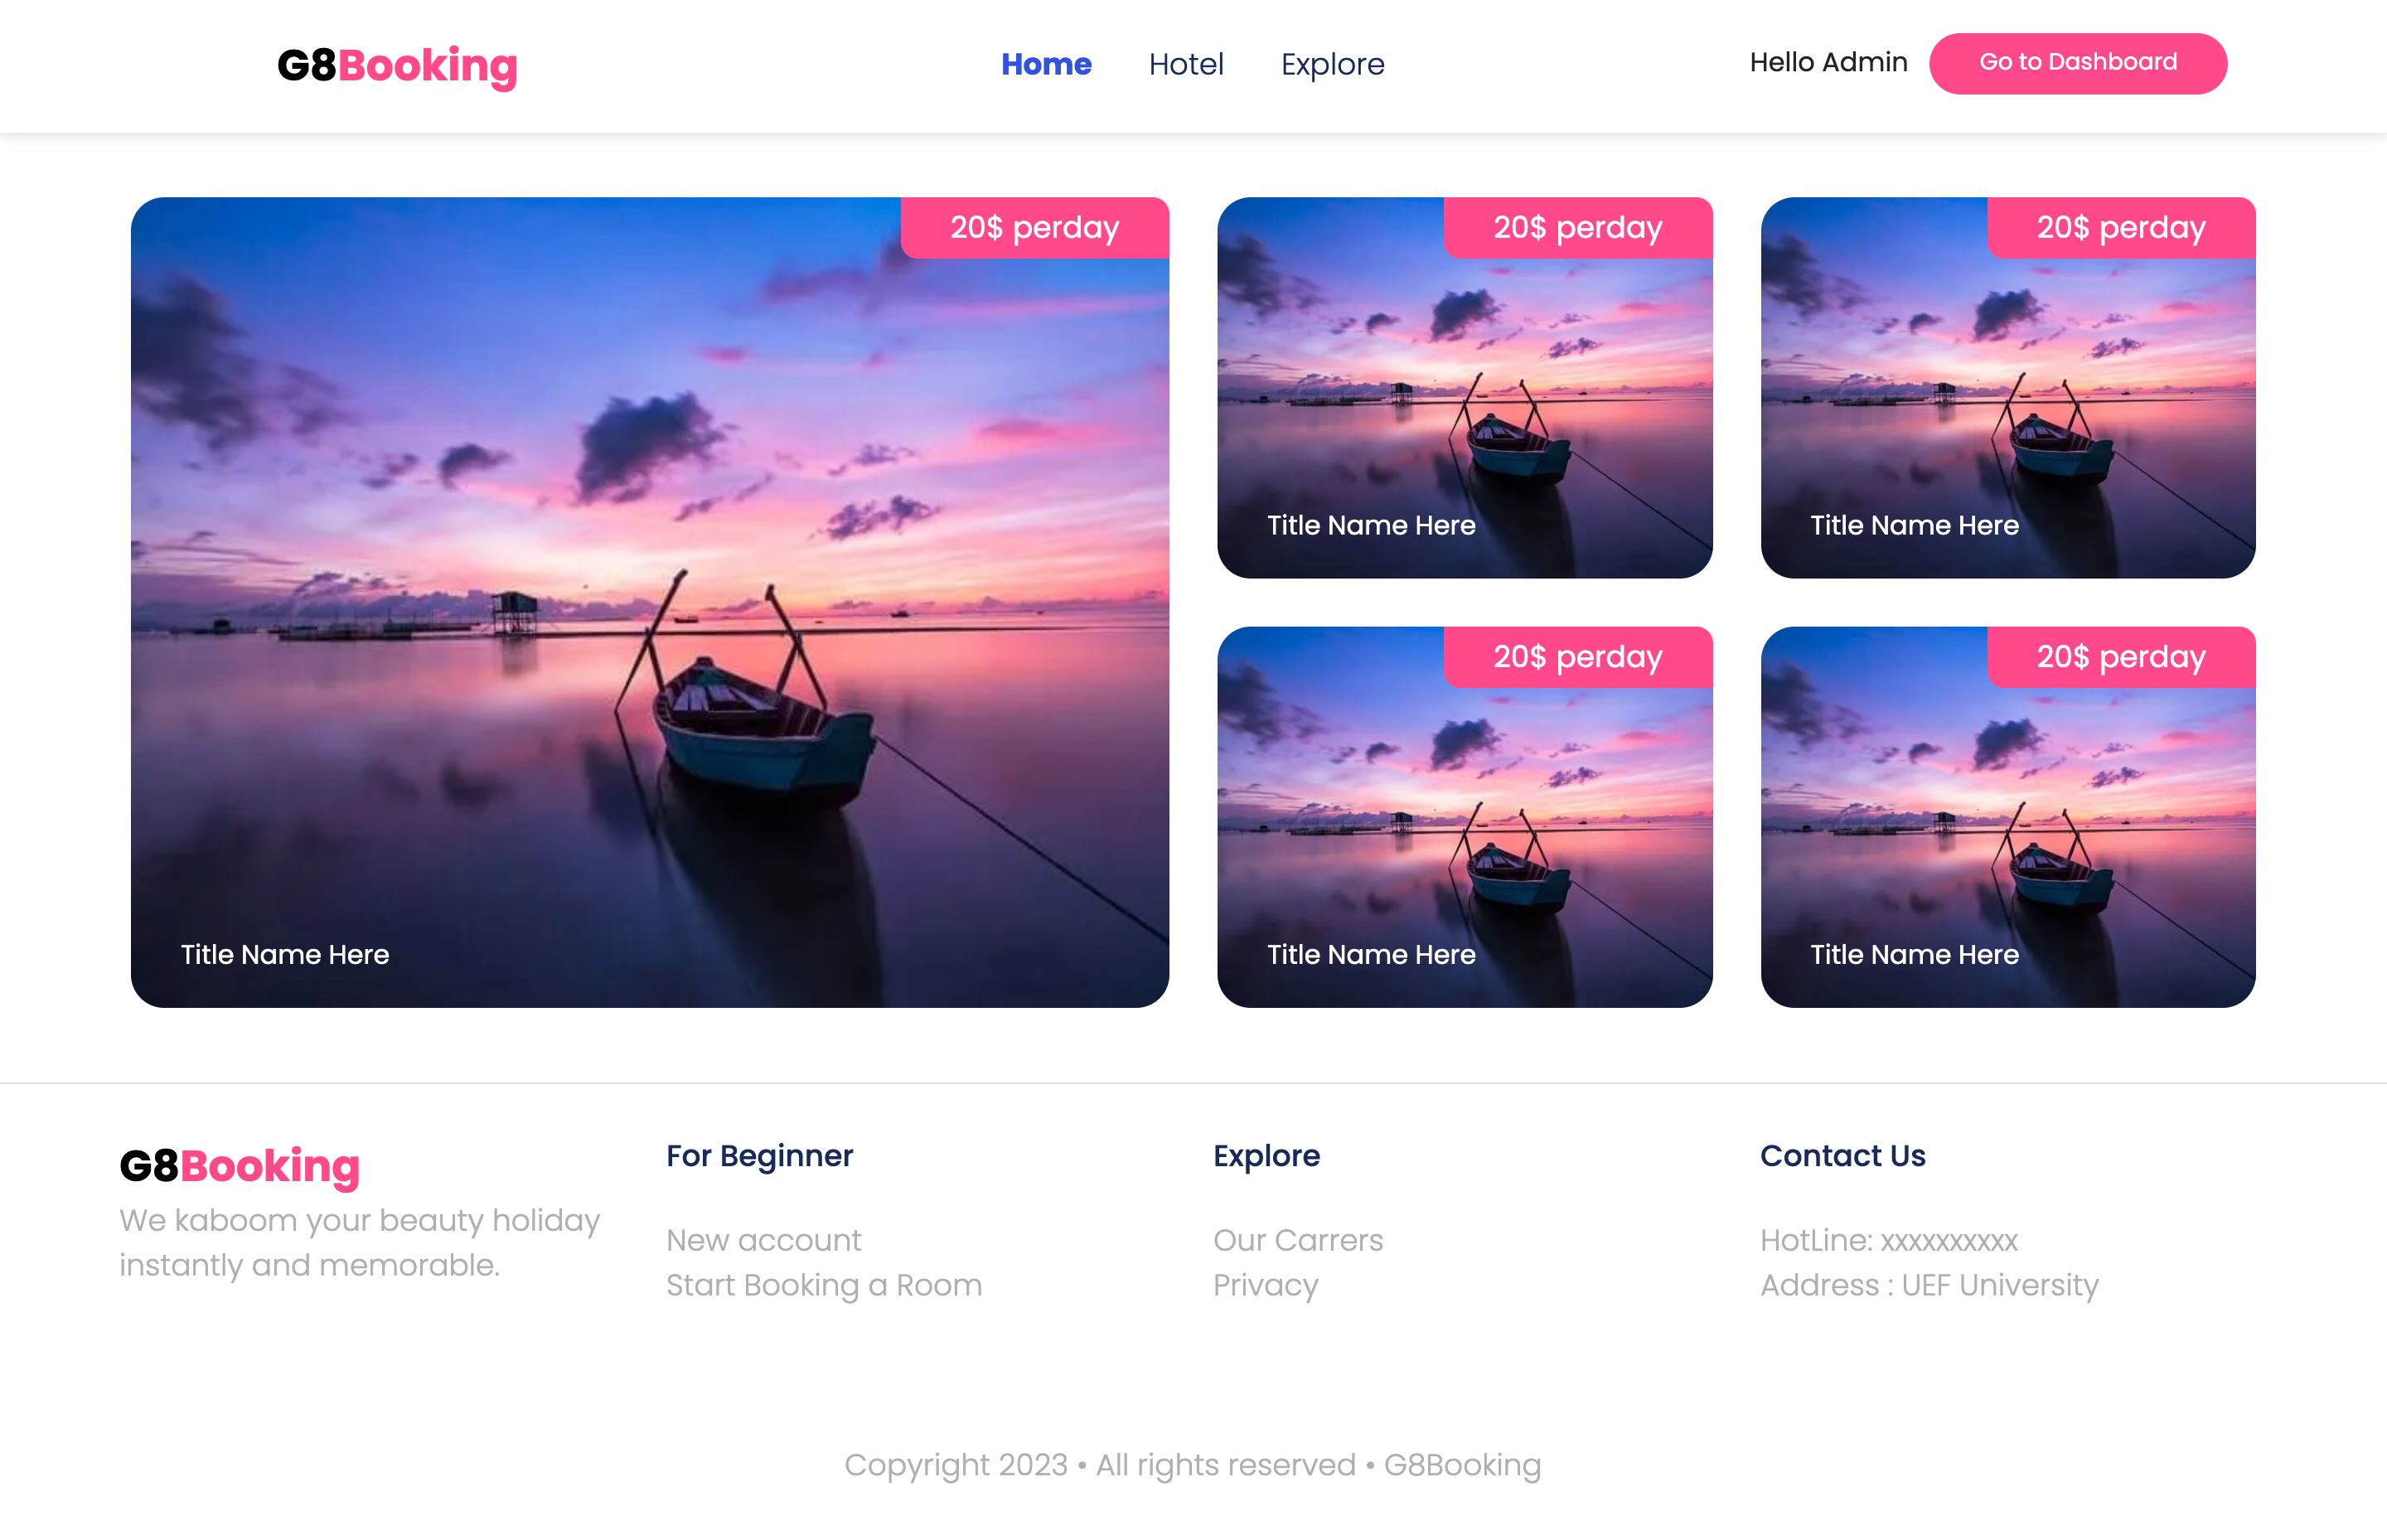 G8Booking
Home Hotel Explore
Hello Admin Go to Dashboard
20$ perday
Title Name Here
20$ perday
Title Name Here
20$ perday
Title Name Here
20$ perday
Title Name Here
20$ perday
Title Name Here
G8Booking
We kaboom your beauty holiday
instantly and memorable.
For Beginner
New account
Start Booking a Room
Explore
Our Carrers
Privacy
Contact Us
HotLine: xxxxxxxxxx
Address : UEF University
Copyright 2023 • All rights reserved • G8Booking